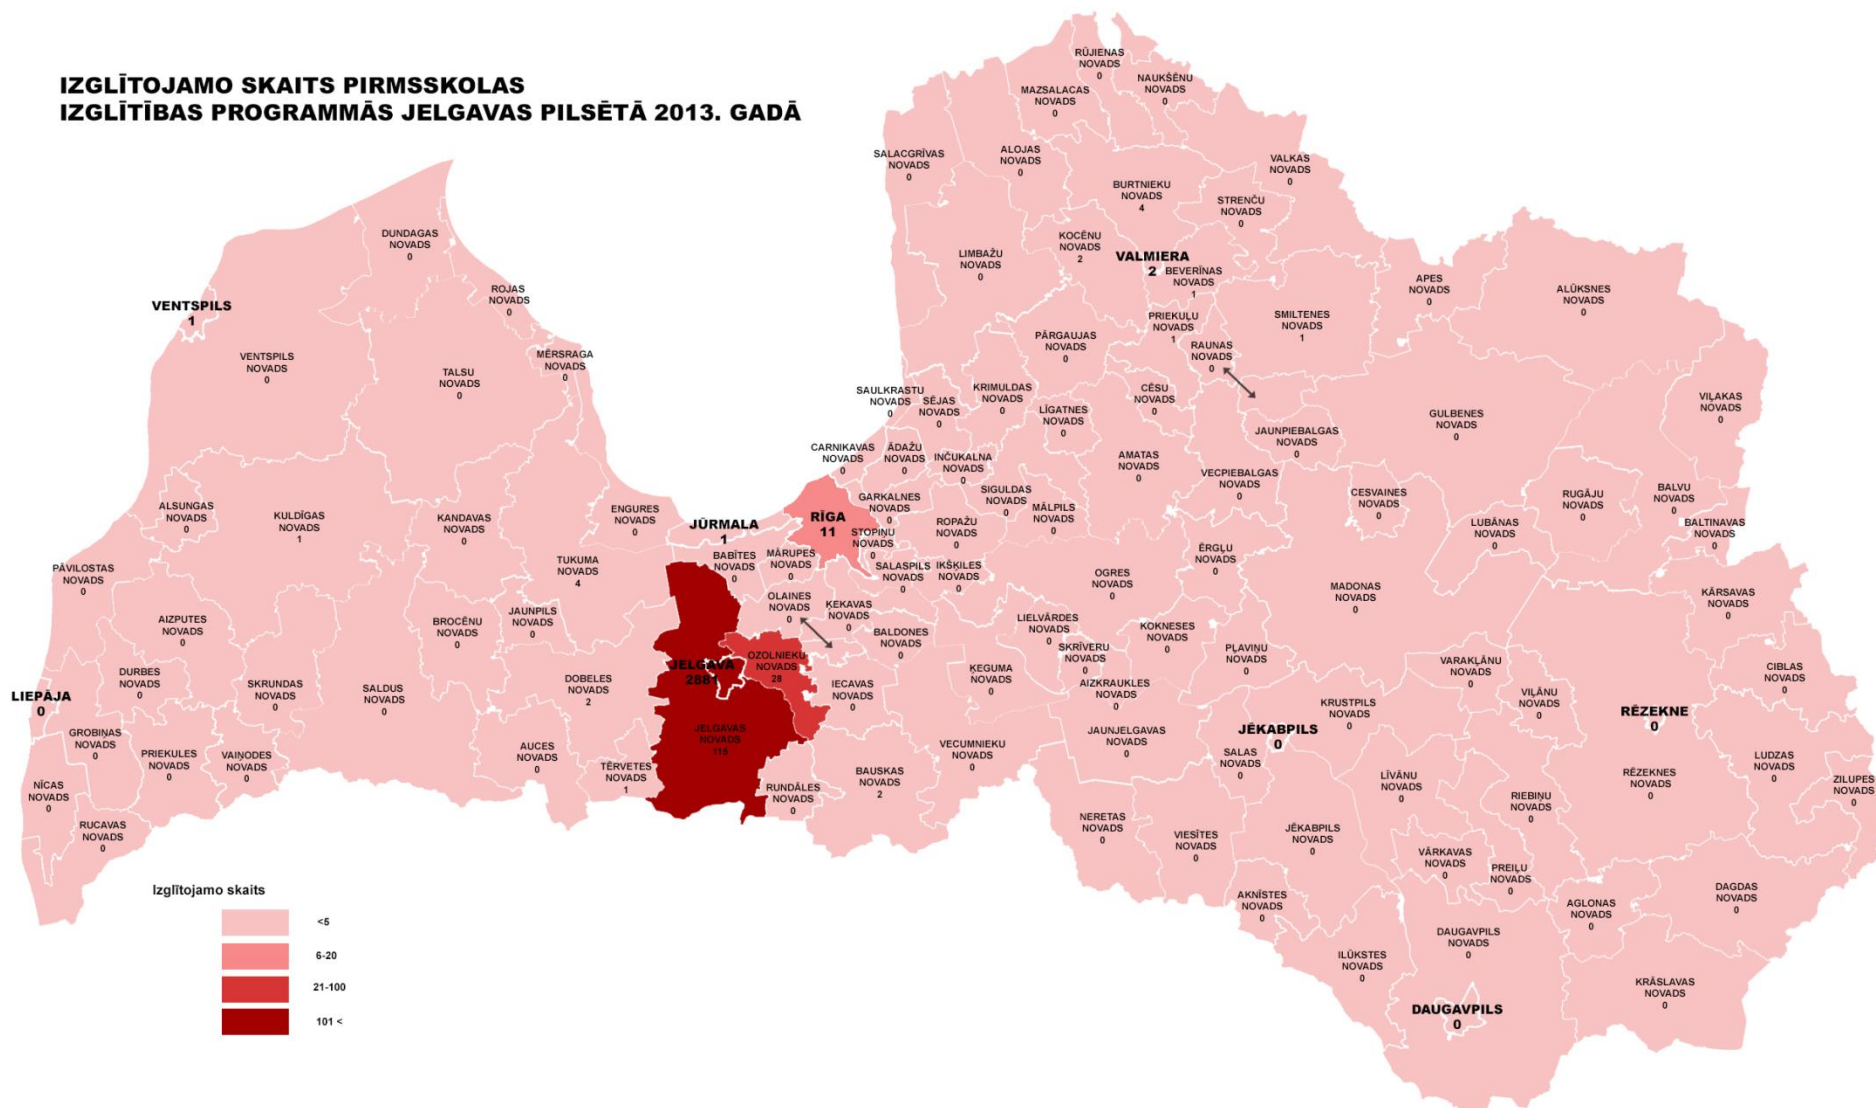 IZGLĪTOJAMO SKAITS PIRMSSKOLAS
IZGLĪTĪBAS PROGRAMMĀS JELGAVAS PILSĒTĀ 2013. GADĀ
RŪJIENAS
NOVADS
0
NAUKŠĒNU
NOVADS
0
MAZSALACAS
NOVADS
0
SALACGRĪVAS
NOVADS
0
ALOJAS
NOVADS
0
VALKAS
NOVADS
0
BURTNIEKU
NOVADS
4
STRENČU
NOVADS
0
DUNDAGAS
NOVADS
0
KOCĒNU
NOVADS
2
LIMBAŽU
NOVADS
0
VALMIERA
2
BEVERĪNAS
NOVADS
1
APES
NOVADS
0
ALŪKSNES
NOVADS
0
ROJAS
NOVADS
0
VENTSPILS
1
PRIEKUĻU
NOVADS
1
SMILTENES
NOVADS
1
PĀRGAUJAS
NOVADS
0
RAUNAS
NOVADS
0
VENTSPILS
NOVADS
0
TALSU
NOVADS
0
MĒRSRAGA
NOVADS
0
SAULKRASTU
NOVADS
0
SĒJAS
NOVADS
0
KRIMULDAS
NOVADS
0
LĪGATNES
NOVADS
0
CĒSU
NOVADS
0
GULBENES
NOVADS
0
VIĻAKAS
NOVADS
0
JAUNPIEBALGAS
NOVADS
0
CARNIKAVAS
NOVADS
0
ĀDAŽU
NOVADS
0
INČUKALNA
NOVADS
0
AMATAS
NOVADS
0
VECPIEBALGAS
NOVADS
0
ALSUNGAS
NOVADS
0
KULDĪGAS
NOVADS
1
KANDAVAS
NOVADS
0
ENGURES
NOVADS
0
JŪRMALA
1
RĪGA
11
GARKALNES
NOVADS
0
SIGULDAS
NOVADS
0
MĀLPILS
NOVADS
0
CESVAINES
NOVADS
0
RUGĀJU
NOVADS
0
BALVU
NOVADS
0
STOPIŅU
NOVADS
0
ROPAŽU
NOVADS
0
LUBĀNAS
NOVADS
0
BALTINAVAS
NOVADS
0
PĀVILOSTAS
NOVADS
0
TUKUMA
NOVADS
4
BABĪTES
NOVADS
0
MĀRUPES
NOVADS
0
SALASPILS
NOVADS
0
IKŠĶILES
NOVADS
0
OGRES
NOVADS
0
ĒRGĻU
NOVADS
0
MADONAS
NOVADS
0
KĀRSAVAS
NOVADS
0
AIZPUTES
NOVADS
0
BROCĒNU
NOVADS
0
JAUNPILS
NOVADS
0
OLAINES
NOVADS
0
ĶEKAVAS
NOVADS
0
BALDONES
NOVADS
0
LIELVĀRDES
NOVADS
0
SKRĪVERU
NOVADS
0
KOKNESES
NOVADS
0
PĻAVIŅU
NOVADS
0
VARAKĻĀNU
NOVADS
0
CIBLAS
NOVADS
0
DURBES
NOVADS
0
SKRUNDAS
NOVADS
0
SALDUS
NOVADS
0
DOBELES
NOVADS
2
JELGAVA
2881
OZOLNIEKU
NOVADS
28
IECAVAS
NOVADS
0
ĶEGUMA
NOVADS
0
AIZKRAUKLES
NOVADS
0
KRUSTPILS
NOVADS
0
VIĻĀNU
NOVADS
0
RĒZEKNE
0
LIEPĀJA
0
GROBIŅAS
NOVADS
0
PRIEKULES
NOVADS
0
VAIŅODES
NOVADS
0
AUCES
NOVADS
0
TĒRVETES
NOVADS
1
JELGAVAS
NOVADS
115
RUNDĀLES
NOVADS
0
BAUSKAS
NOVADS
2
VECUMNIEKU
NOVADS
0
JAUNJELGAVAS
NOVADS
0
SALAS
NOVADS
0
JĒKABPILS
0
LĪVĀNU
NOVADS
0
RIEBIŅU
NOVADS
0
RĒZEKNES
NOVADS
0
LUDZAS
NOVADS
0
ZILUPES
NOVADS
0
NĪCAS
NOVADS
0
RUCAVAS
NOVADS
0
NERETAS
NOVADS
0
VIESĪTES
NOVADS
0
JĒKABPILS
NOVADS
0
VĀRKAVAS
NOVADS
0
PREIĻU
NOVADS
0
AKNĪSTES
NOVADS
0
AGLONAS
NOVADS
0
DAGDAS
NOVADS
0
ILŪKSTES
NOVADS
0
DAUGAVPILS
NOVADS
0
KRĀSLAVAS
NOVADS
0
DAUGAVPILS
0
Izglītojamo skaits
<5
6-20
21-100
101 <